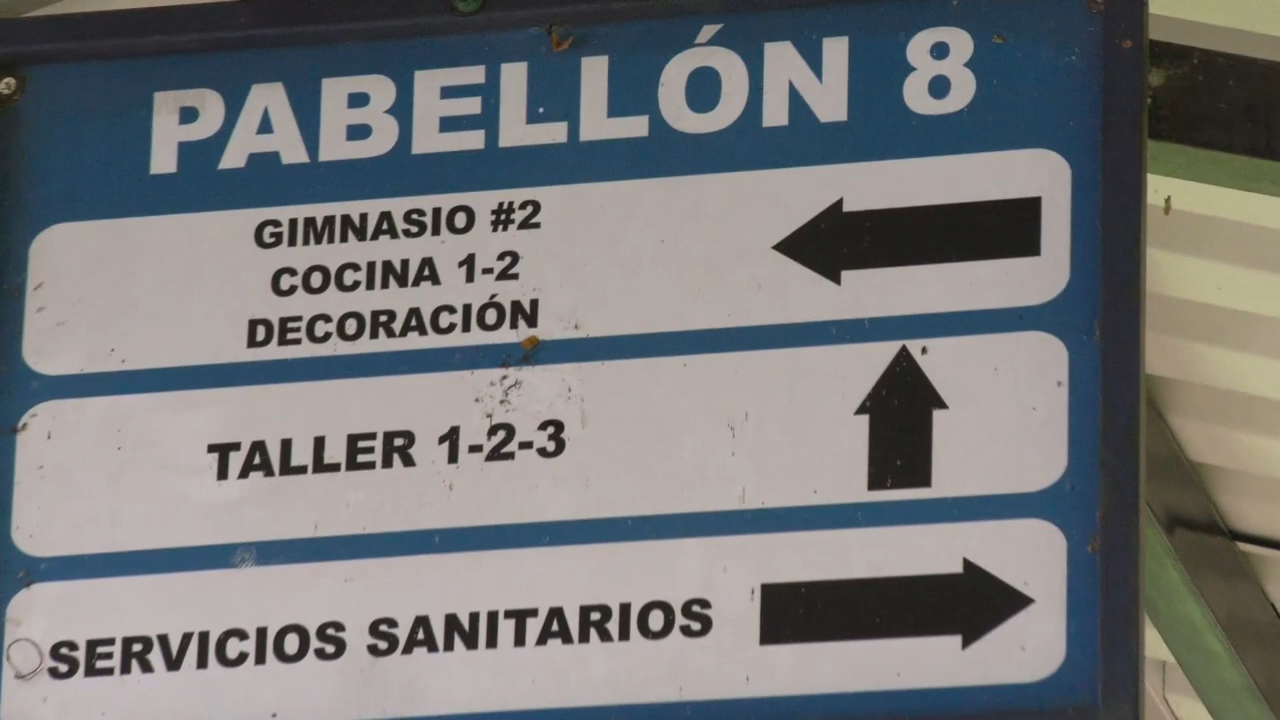 PABELLÓN 8
GIMNASIO #2
COCINA 1-2
DECORACIÓN
TALLER 1-2-3
SERVICIOS SANITARIOS